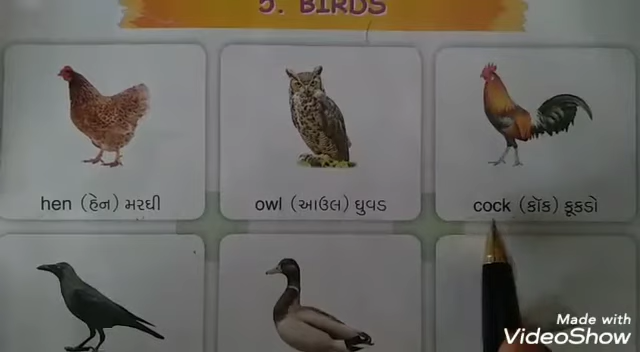 5. BIRDS
hen (હેન) મરઘી
owl (આઉલ) ઘુવડ
cock (કૉક) કૂકડો
Made with
VideoShow